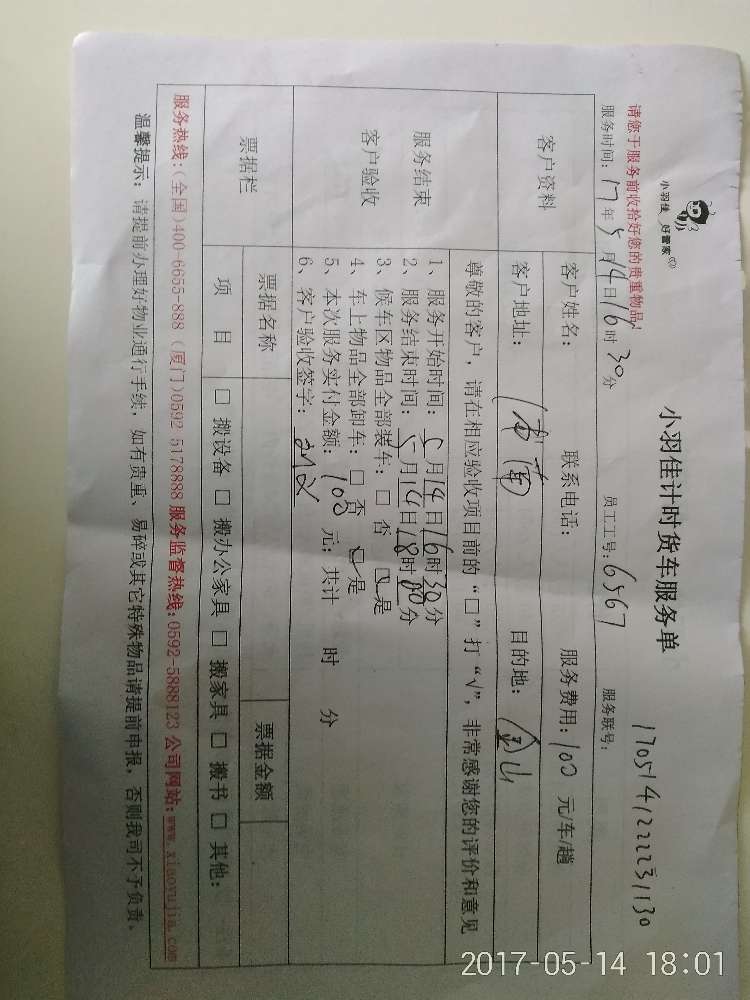 小羽佳 好管家
小羽佳计时货车服务单
1705141222231130
请您于服务前收拾好您的贵重物品!
服务时间:17年5月14日16时30分 员工工号:6567 服务联号:
客户资料
客户姓名: 联系电话: 服务费用:100元/车/趟
客户地址: 目的地:金山
服务结束
客户验收
尊敬的客户,请在相应验收项目前的“□”打“√”,非常感谢您的评价和意见
1、服务开始时间:5月14日16时30分
2、服务结束时间:5月14日18时00分
3、候车区物品全部装车:□ 否 □ 是
4、车上物品全部卸车:□ 否 □ 是
5、本次服务实付金额:100元;共计 时 分
6、客户验收签字:
票据栏
票据名称 票据金额
项 目 □ 搬设备 □ 搬办公家具 □ 搬家具 □ 搬书 □ 其他:
服务热线:(全国)400-6655-888 (厦门)0592-5178888 服务监督热线:0592-5888123 公司网站:www.xiaoyujia.com
温馨提示:请提前办理好物业通行手续,如有贵重、易碎或其它特殊物品请提前申报,否则我司不予负责。
2017-05-14 18:01